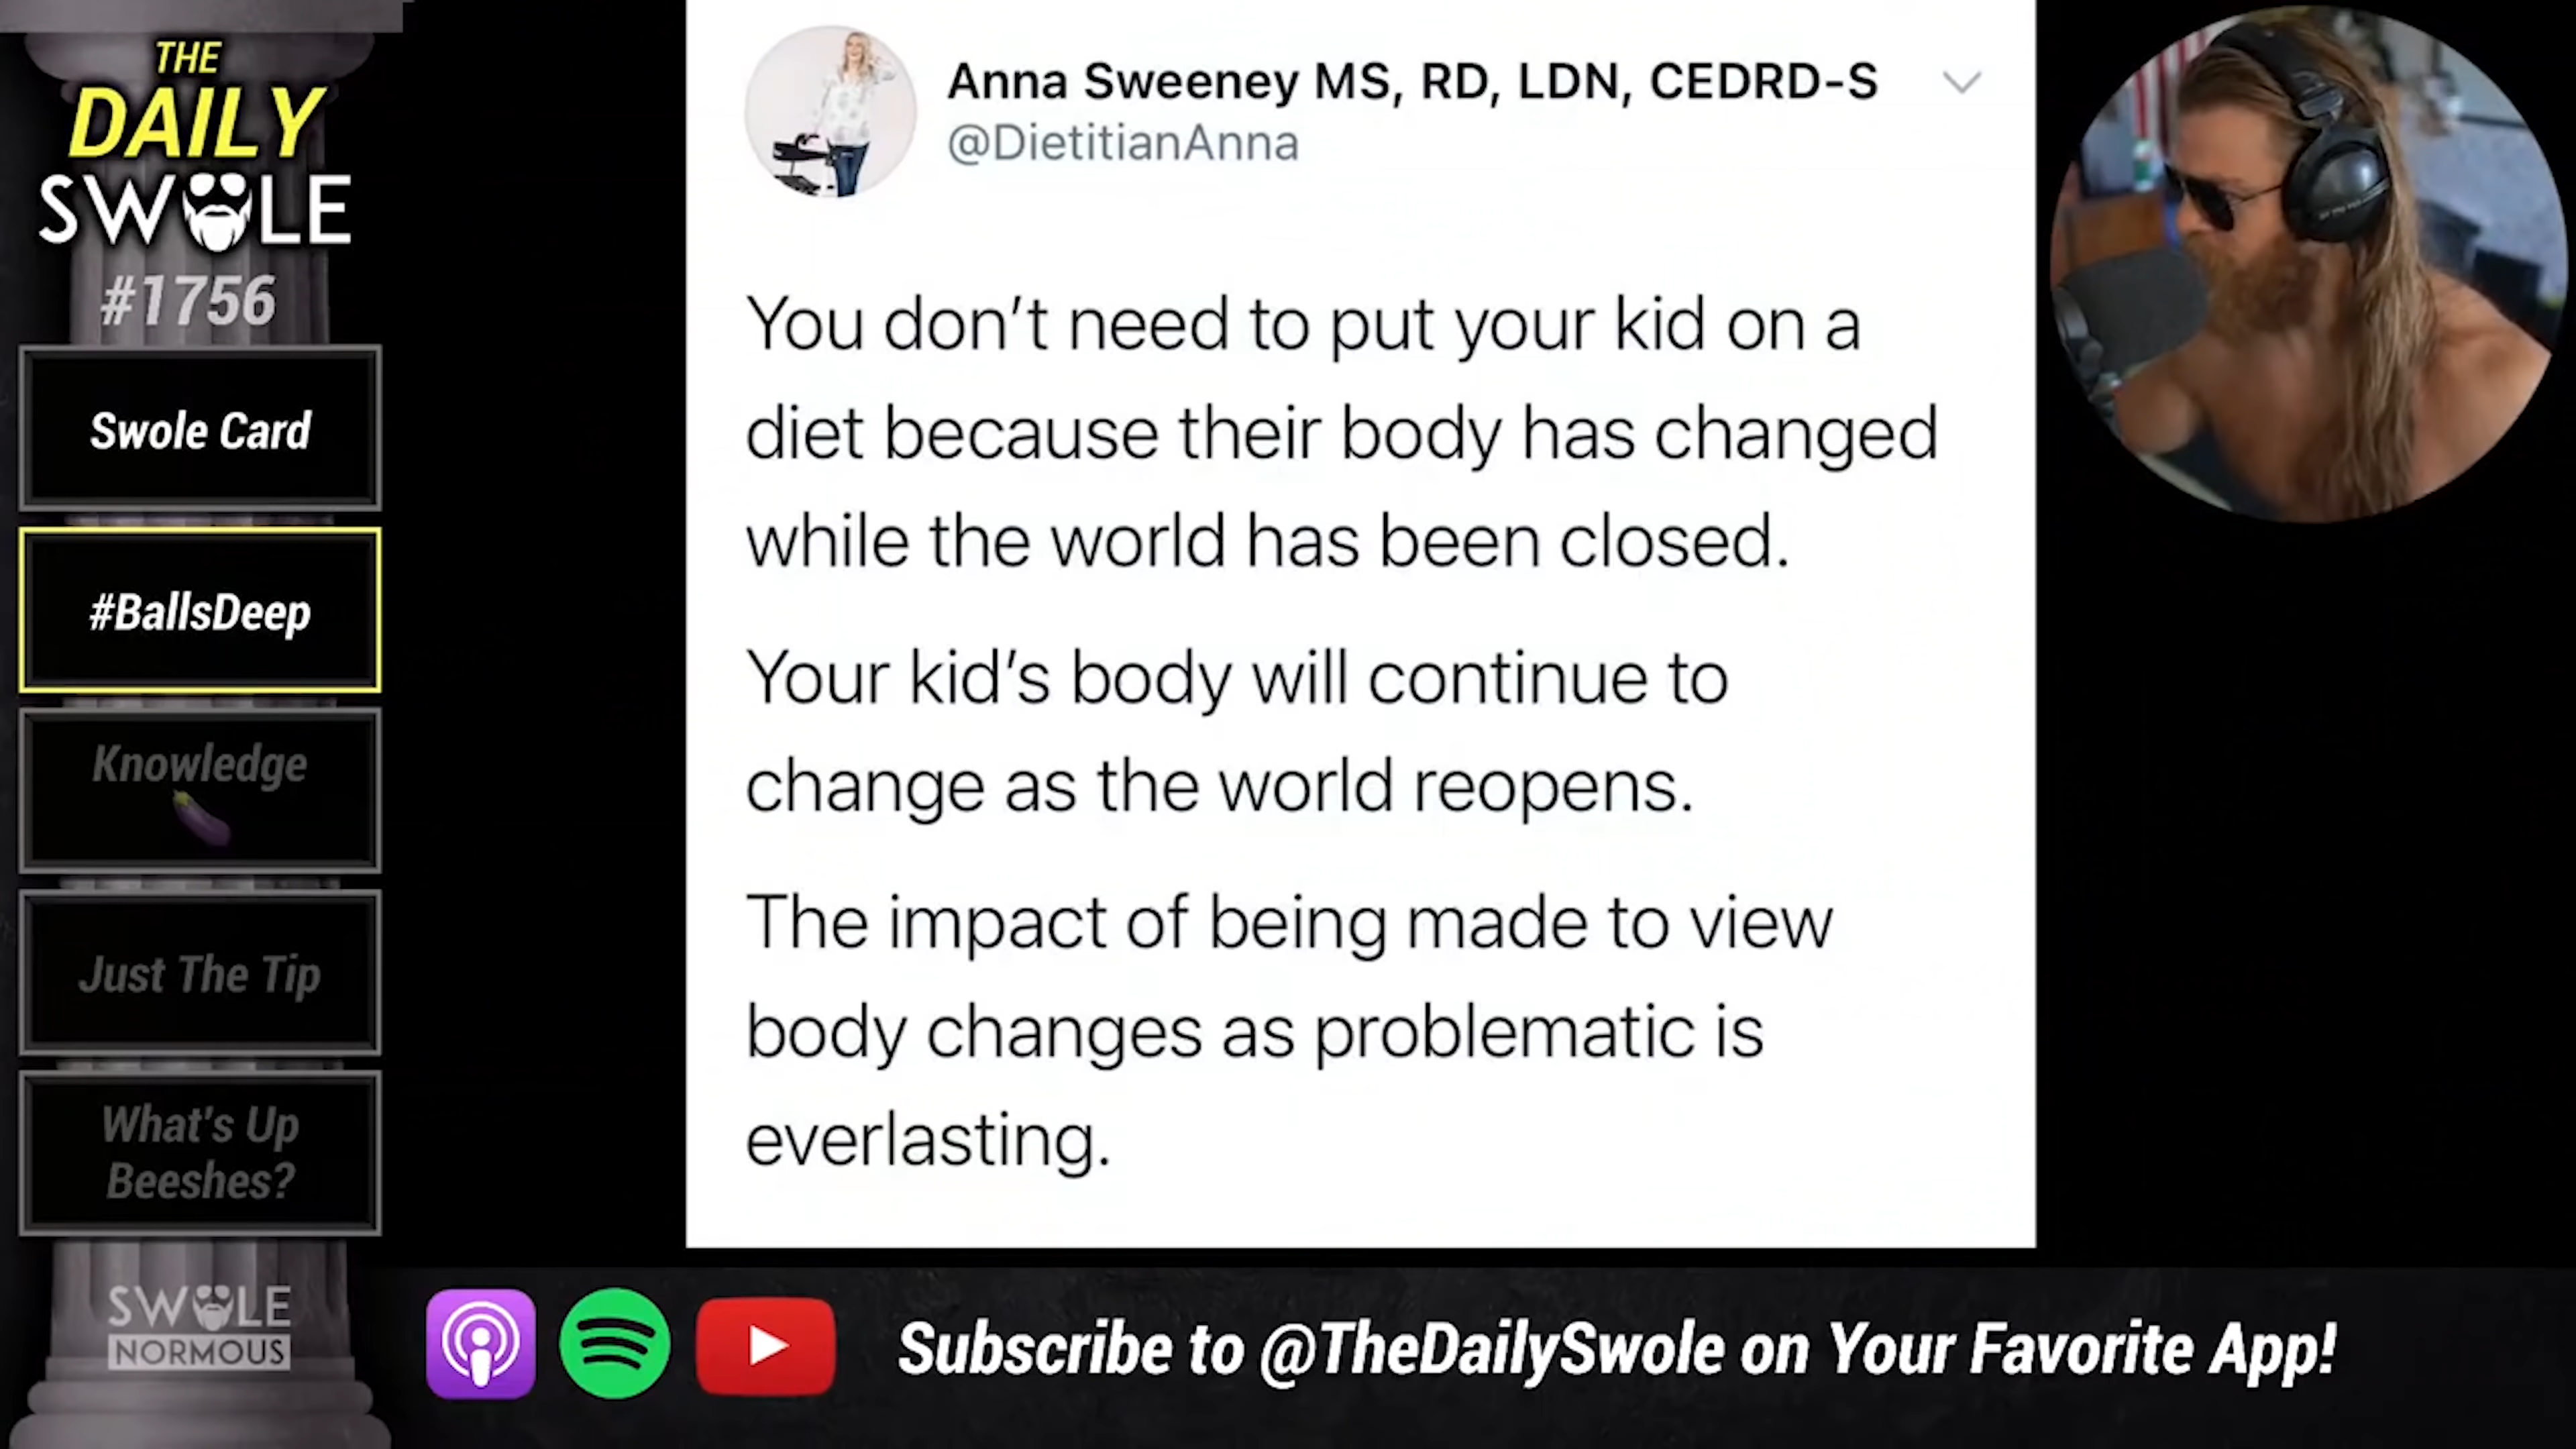 THE
DAILY
SWOLE
#1756
Swole Card
#BallsDeep
Knowledge
Just The Tip
What's Up
Beeshes?
SWOLE
NORMOUS
Anna Sweeney MS, RD, LDN, CEDRD-S
@DietitianAnna
You don't need to put your kid on a
diet because their body has changed
while the world has been closed.
Your kid's body will continue to
change as the world reopens.
The impact of being made to view
body changes as problematic is
everlasting.
Subscribe to @TheDailySwole on Your Favorite App!